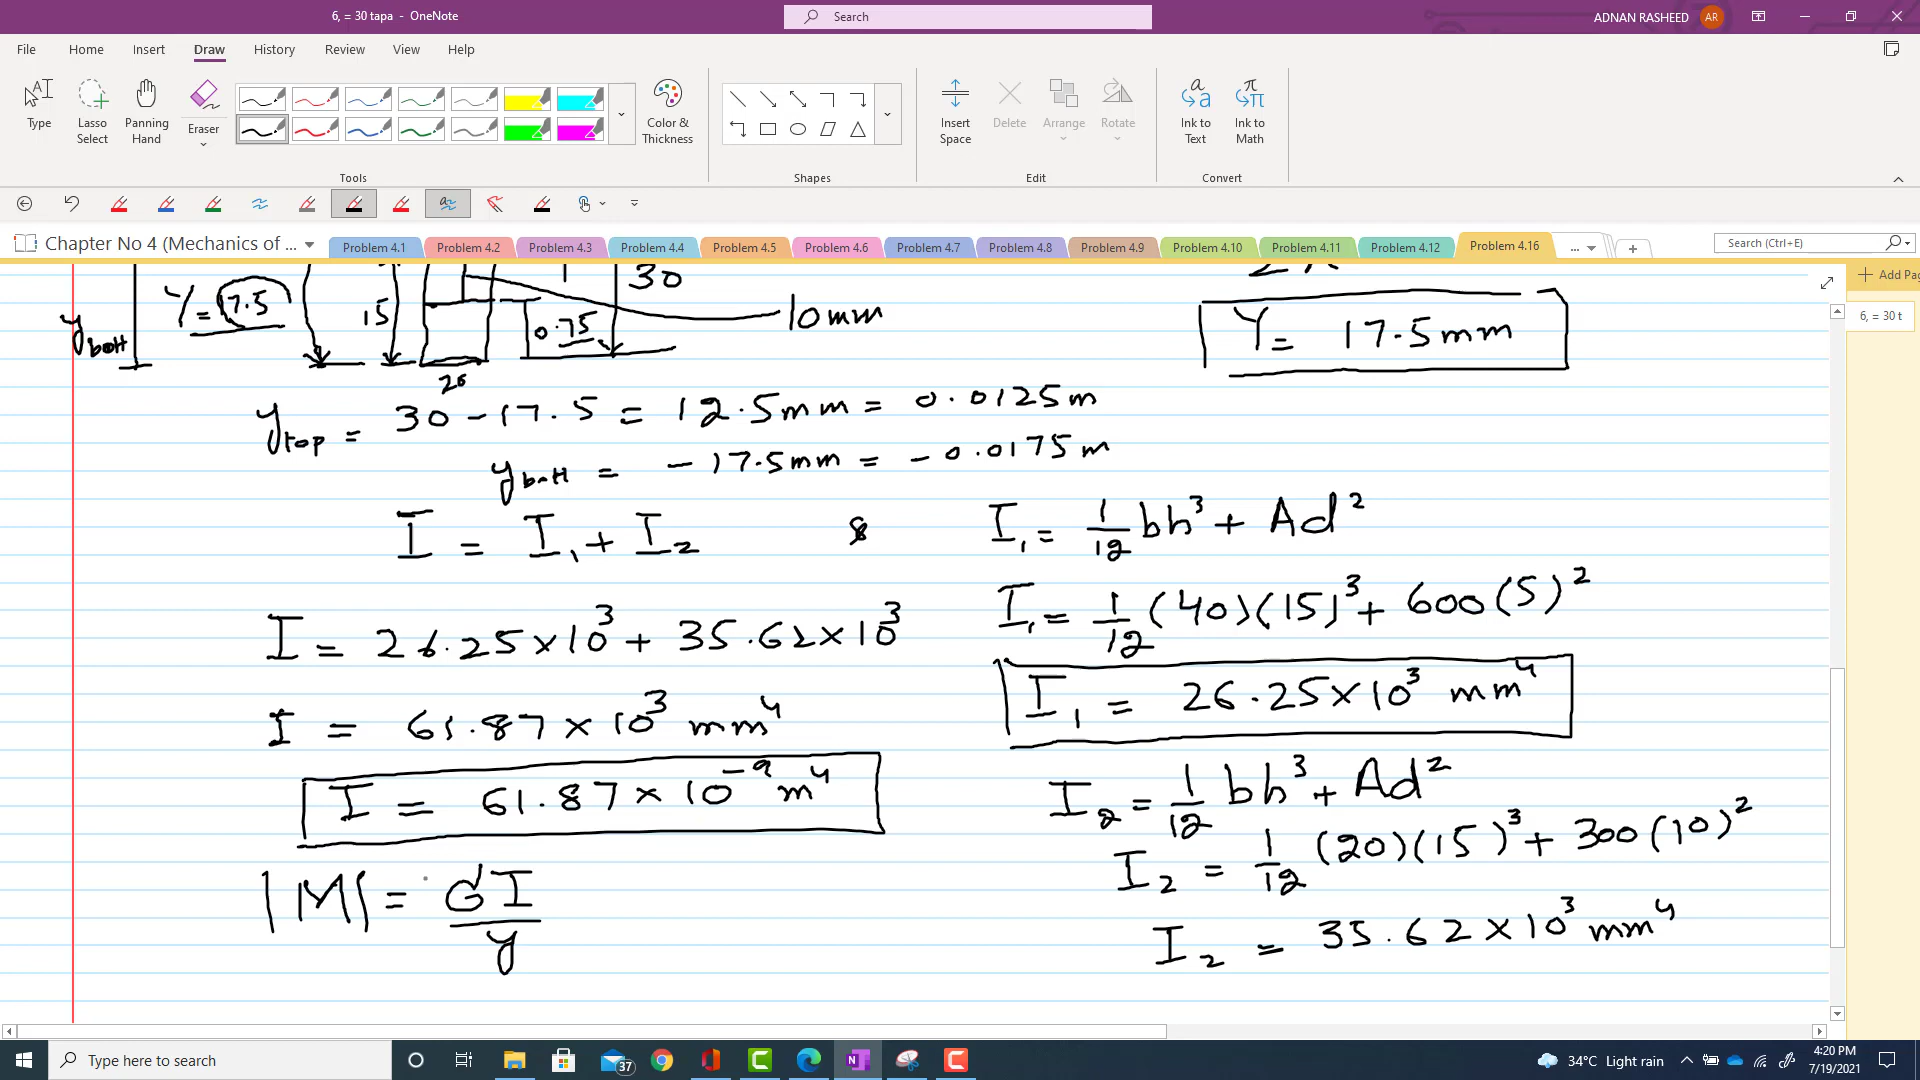 6, = 30 tapa - OneNote
Search
ADNAN RASHEED
AR
File Home Insert Draw History Review View Help
Type
Lasso Select
Panning Hand
Eraser
Color & Thickness
Insert Space
Delete
Arrange
Rotate
Ink to Text
Ink to Math
Tools
Shapes
Edit
Convert
Chapter No 4 (Mechanics of ...
Problem 4.1 Problem 4.2 Problem 4.3 Problem 4.4 Problem 4.5 Problem 4.6 Problem 4.7 Problem 4.8 Problem 4.9 Problem 4.10 Problem 4.11 Problem 4.12 Problem 4.16 ...
Search (Ctrl+E)
Add Pag
6, = 30 t
y bott
Y = 17.5
15
30
0.75
10mm
20
Y = 17.5mm
y top = 30 - 17.5 = 12.5mm = 0.0125m
y bott = -17.5mm = -0.0175m
I = I₁ + I₂ &
I₁ = 1/12 bh³ + Ad²
I₁ = 1/12 (40)(15)³ + 600(5)²
I = 26.25×10³ + 35.62×10³
I₁ = 26.25×10³ mm⁴
I = 61.87 × 10³ mm⁴
I = 61.87 × 10⁻⁹ m⁴
I₂ = 1/12 bh³ + Ad²
I₂ = 1/12 (20)(15)³ + 300(10)²
|M| = σI/y
I₂ = 35.62×10³ mm⁴
Type here to search
37
34°C Light rain
4:20 PM
7/19/2021